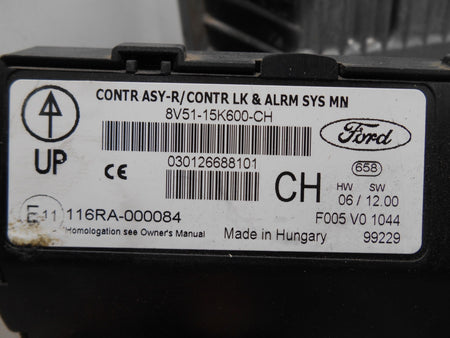 CONTR ASY-R/CONTR LK & ALRM SYS MN
8V51-15K600-CH
Ford
UP
CE
030126688101
CH
658
HW SW
06 / 12.00
E11 116RA-000084
F005 V0 1044
Homologation see Owner's Manual
Made in Hungary
99229